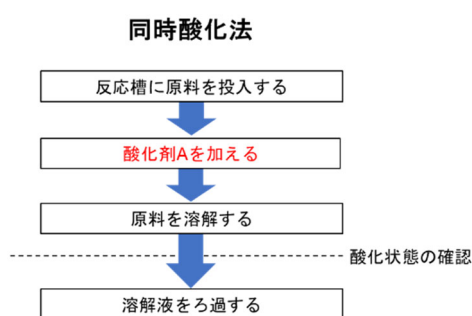 同時酸化法
反応槽に原料を投入する
酸化剤Aを加える
原料を溶解する
酸化状態の確認
溶解液をろ過する